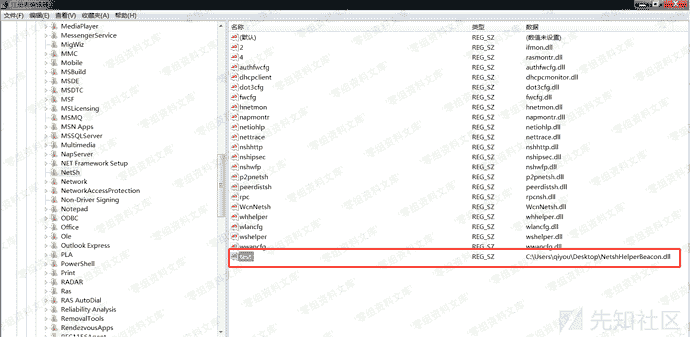 注册表编辑器
文件(F) 编辑(E) 查看(V) 收藏夹(A) 帮助(H)
MediaPlayer
MessengerService
MigWiz
MMC
Mobile
MSBuild
MSDE
MSDTC
MSF
MSLicensing
MSMQ
MSN Apps
MSSQLServer
Multimedia
NapServer
NET Framework Setup
NetSh
Network
NetworkAccessProtection
Non-Driver Signing
Notepad
ODBC
Office
Ole
Outlook Express
PLA
PowerShell
Print
RADAR
Ras
RAS AutoDial
Reliability Analysis
RemovalTools
RendezvousApps
名称 类型 数据
(默认) REG_SZ (数值未设置)
2 REG_SZ ifmon.dll
4 REG_SZ rasmontr.dll
authfwcfg REG_SZ authfwcfg.dll
dhcpclient REG_SZ dhcpcmonitor.dll
dot3cfg REG_SZ dot3cfg.dll
fwcfg REG_SZ fwcfg.dll
hnetmon REG_SZ hnetmon.dll
napmontr REG_SZ napmontr.dll
netiohlp REG_SZ netiohlp.dll
nettrace REG_SZ nettrace.dll
nshhttp REG_SZ nshhttp.dll
nshipsec REG_SZ nshipsec.dll
nshwfp REG_SZ nshwfp.dll
p2pnetsh REG_SZ p2pnetsh.dll
peerdistsh REG_SZ peerdistsh.dll
rpc REG_SZ rpcnsh.dll
WcnNetsh REG_SZ WcnNetsh.dll
whhelper REG_SZ whhelper.dll
wlancfg REG_SZ wlancfg.dll
wshelper REG_SZ wshelper.dll
wwancfg REG_SZ wwancfg.dll
test REG_SZ C:\Users\qiyou\Desktop\NetshHelperBeacon.dll
零组资料文库
先知社区